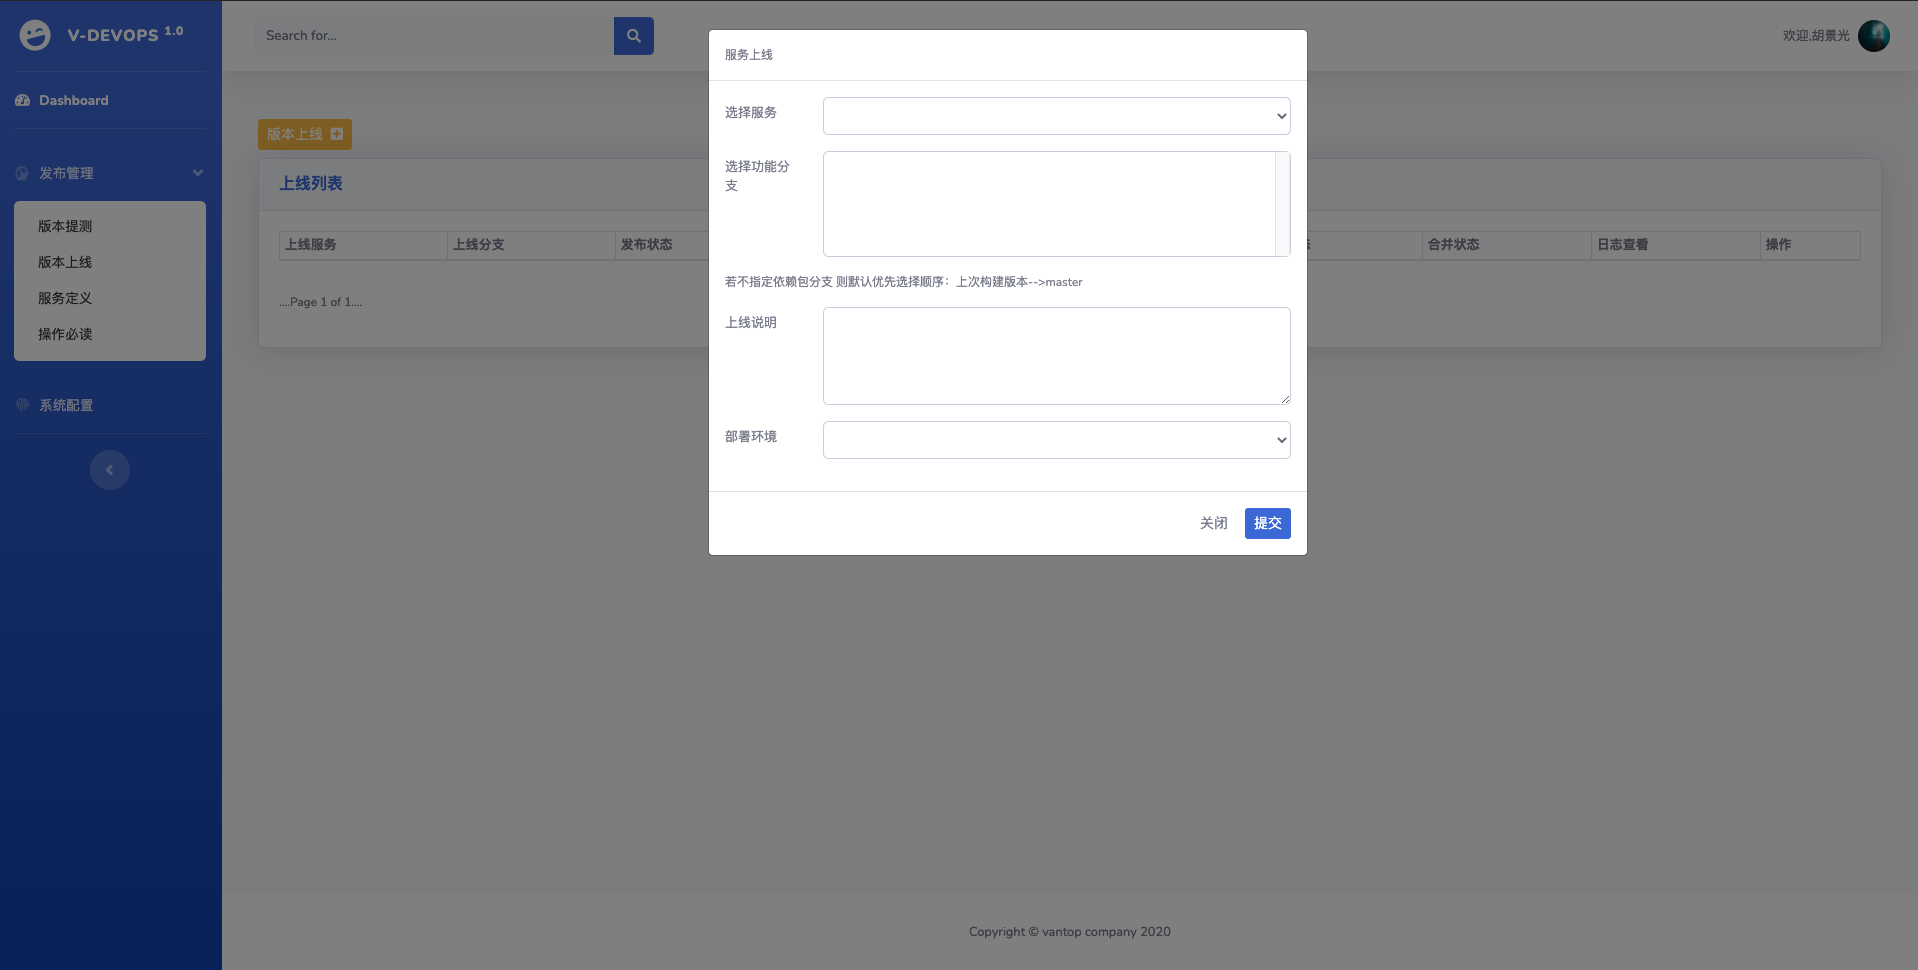 V-DEVOPS 1.0
Search for...
欢迎,胡景光
Dashboard
发布管理
版本提测
版本上线
服务定义
操作必读
系统配置
版本上线
上线列表
上线服务 上线分支 发布状态 合并状态 日志查看 操作
....Page 1 of 1....
服务上线
选择服务
选择功能分
支
若不指定依赖包分支 则默认优先选择顺序：上次构建版本-->master
上线说明
部署环境
关闭 提交
Copyright © vantop company 2020